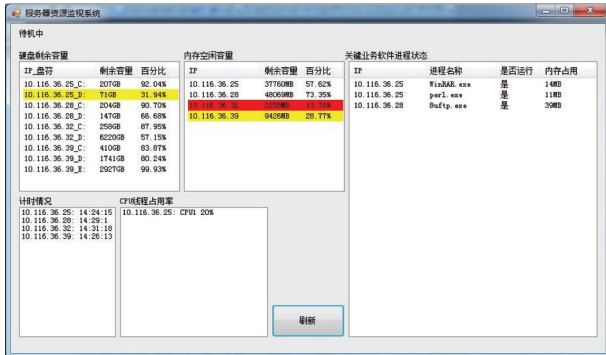 服务器资源监视系统
待机中
硬盘剩余容量
IP_盘符 剩余容量 百分比
10.116.36.25_C: 207GB 92.04%
10.116.36.25_D: 71GB 31.94%
10.116.36.28_C: 204GB 90.70%
10.116.36.28_D: 147GB 66.68%
10.116.36.32_C: 258GB 87.95%
10.116.36.32_D: 6220GB 57.15%
10.116.36.39_C: 410GB 83.87%
10.116.36.39_D: 1741GB 80.24%
10.116.36.39_E: 2927GB 99.93%
内存空闲容量
IP 剩余容量 百分比
10.116.36.25 37760MB 57.62%
10.116.36.28 48069MB 73.35%
10.116.36.32
10.116.36.39 9426MB 28.77%
关键业务软件进程状态
IP 进程名称 是否运行 内存占用
10.116.36.25 WinRAR.exe 是 14MB
10.116.36.25 perl.exe 是 11MB
10.116.36.28 8uftp.exe 是 39MB
计时情况
10.116.36.25: 14:24:15
10.116.36.28: 14:29:1
10.116.36.32: 14:31:18
10.116.36.39: 14:26:13
CPU线程占用率
10.116.36.25: CPU1 20%
刷新